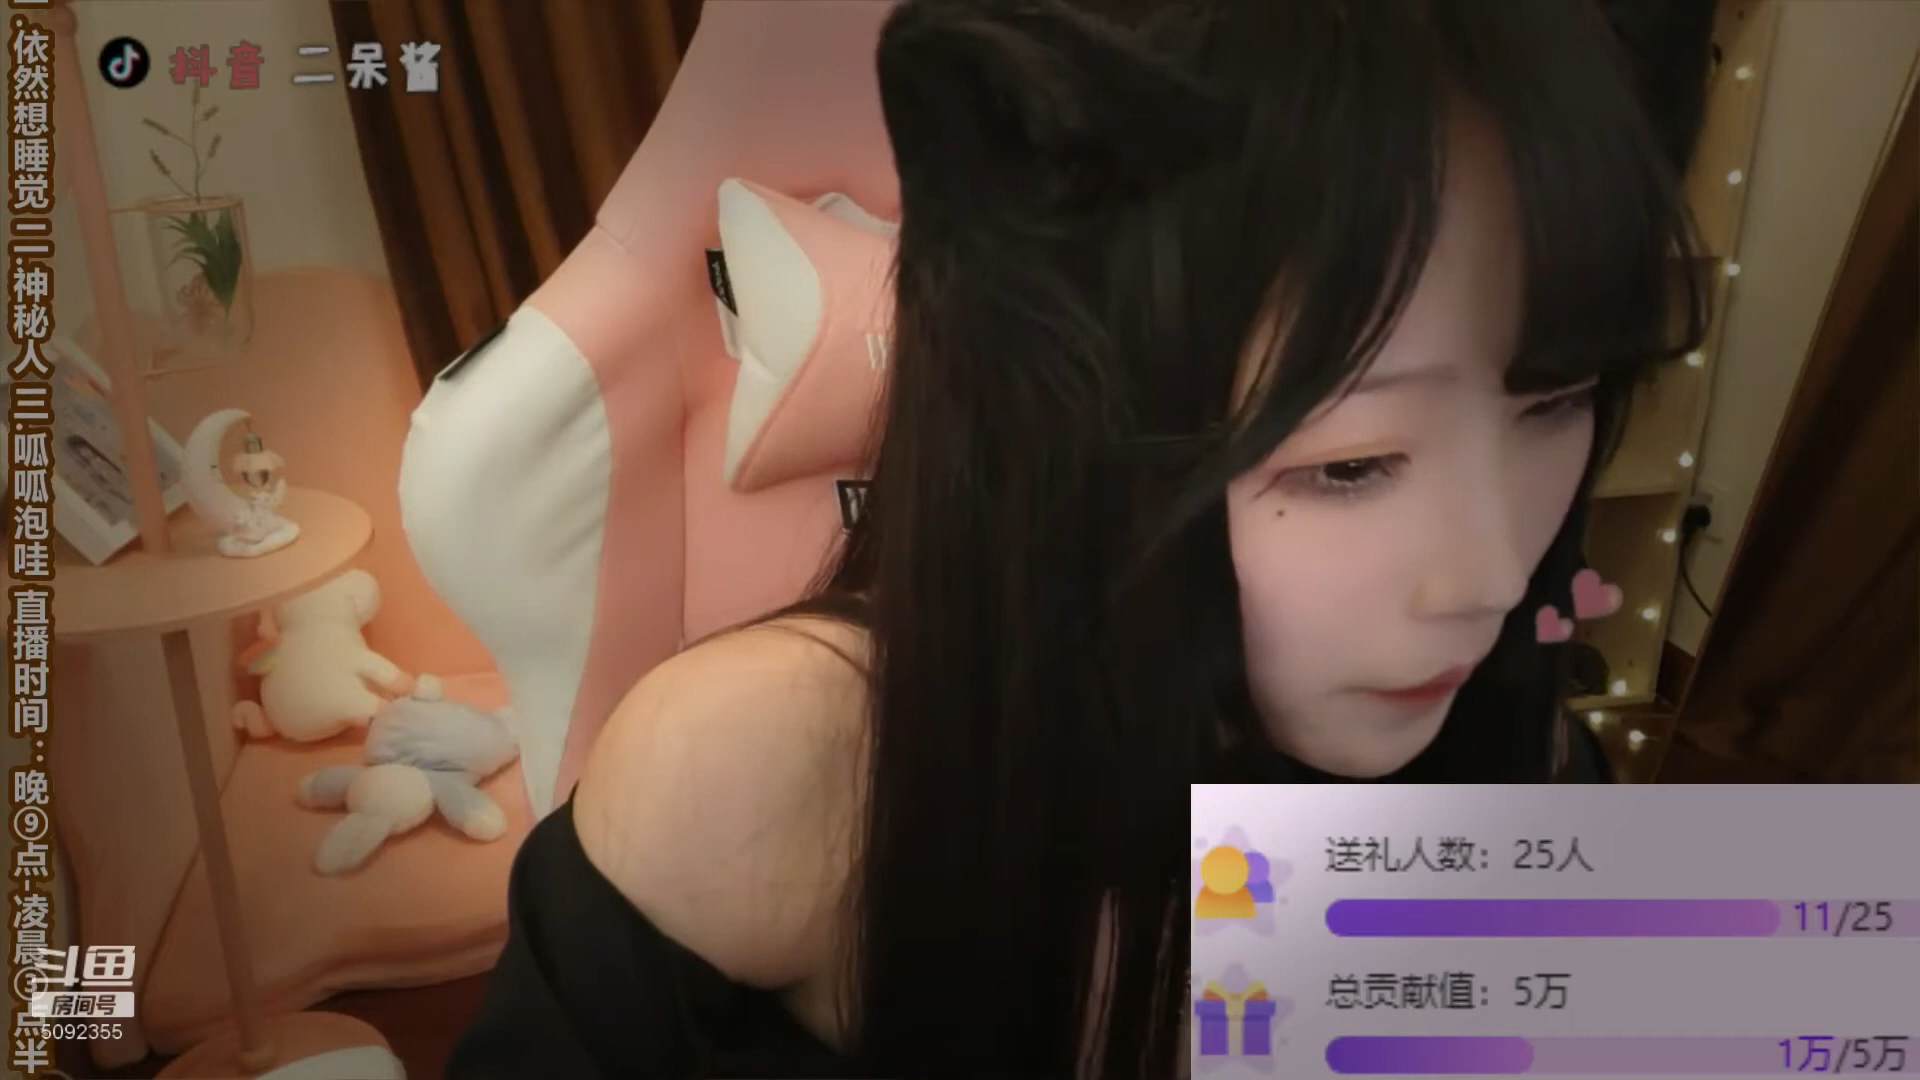 抖音 二呆酱
一.依然想睡觉 二.神秘人 三.呱呱泡哇 直播时间：晚⑨点-凌晨③点半
斗鱼
房间号
5092355
送礼人数：25人
11/25
总贡献值：5万
1万/5万